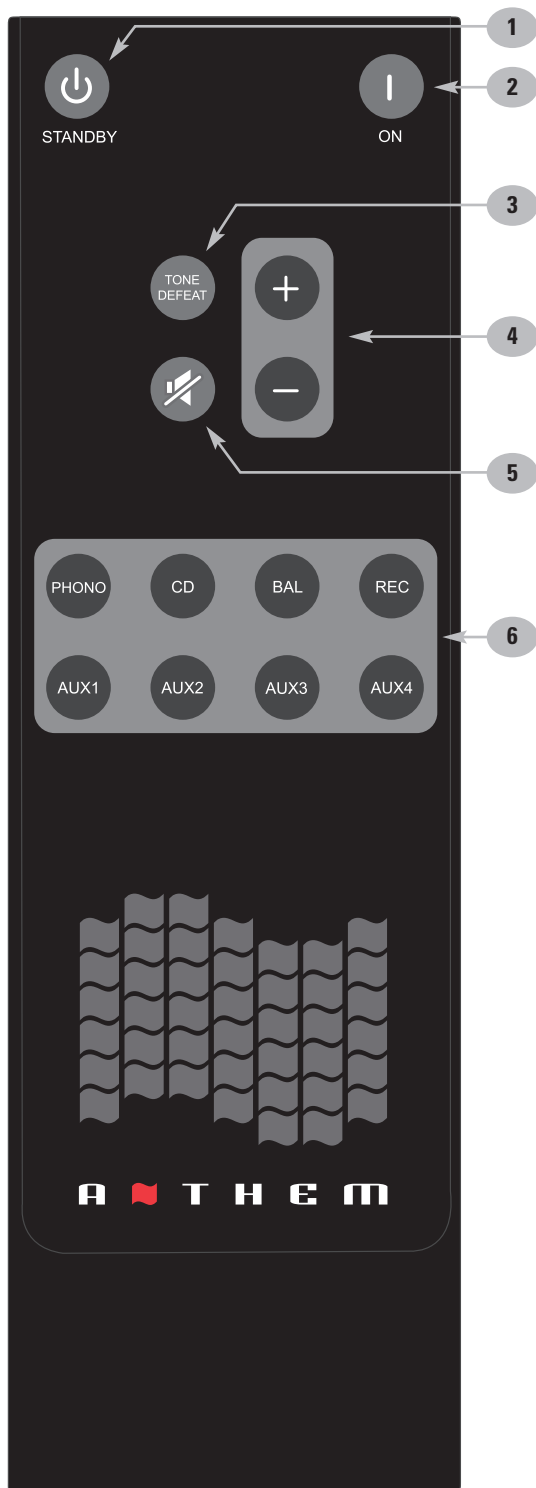 1
2
STANDBY
ON
3
TONE
DEFEAT
+
4
−
5
PHONO
CD
BAL
REC
6
AUX1
AUX2
AUX3
AUX4
ANTHEM